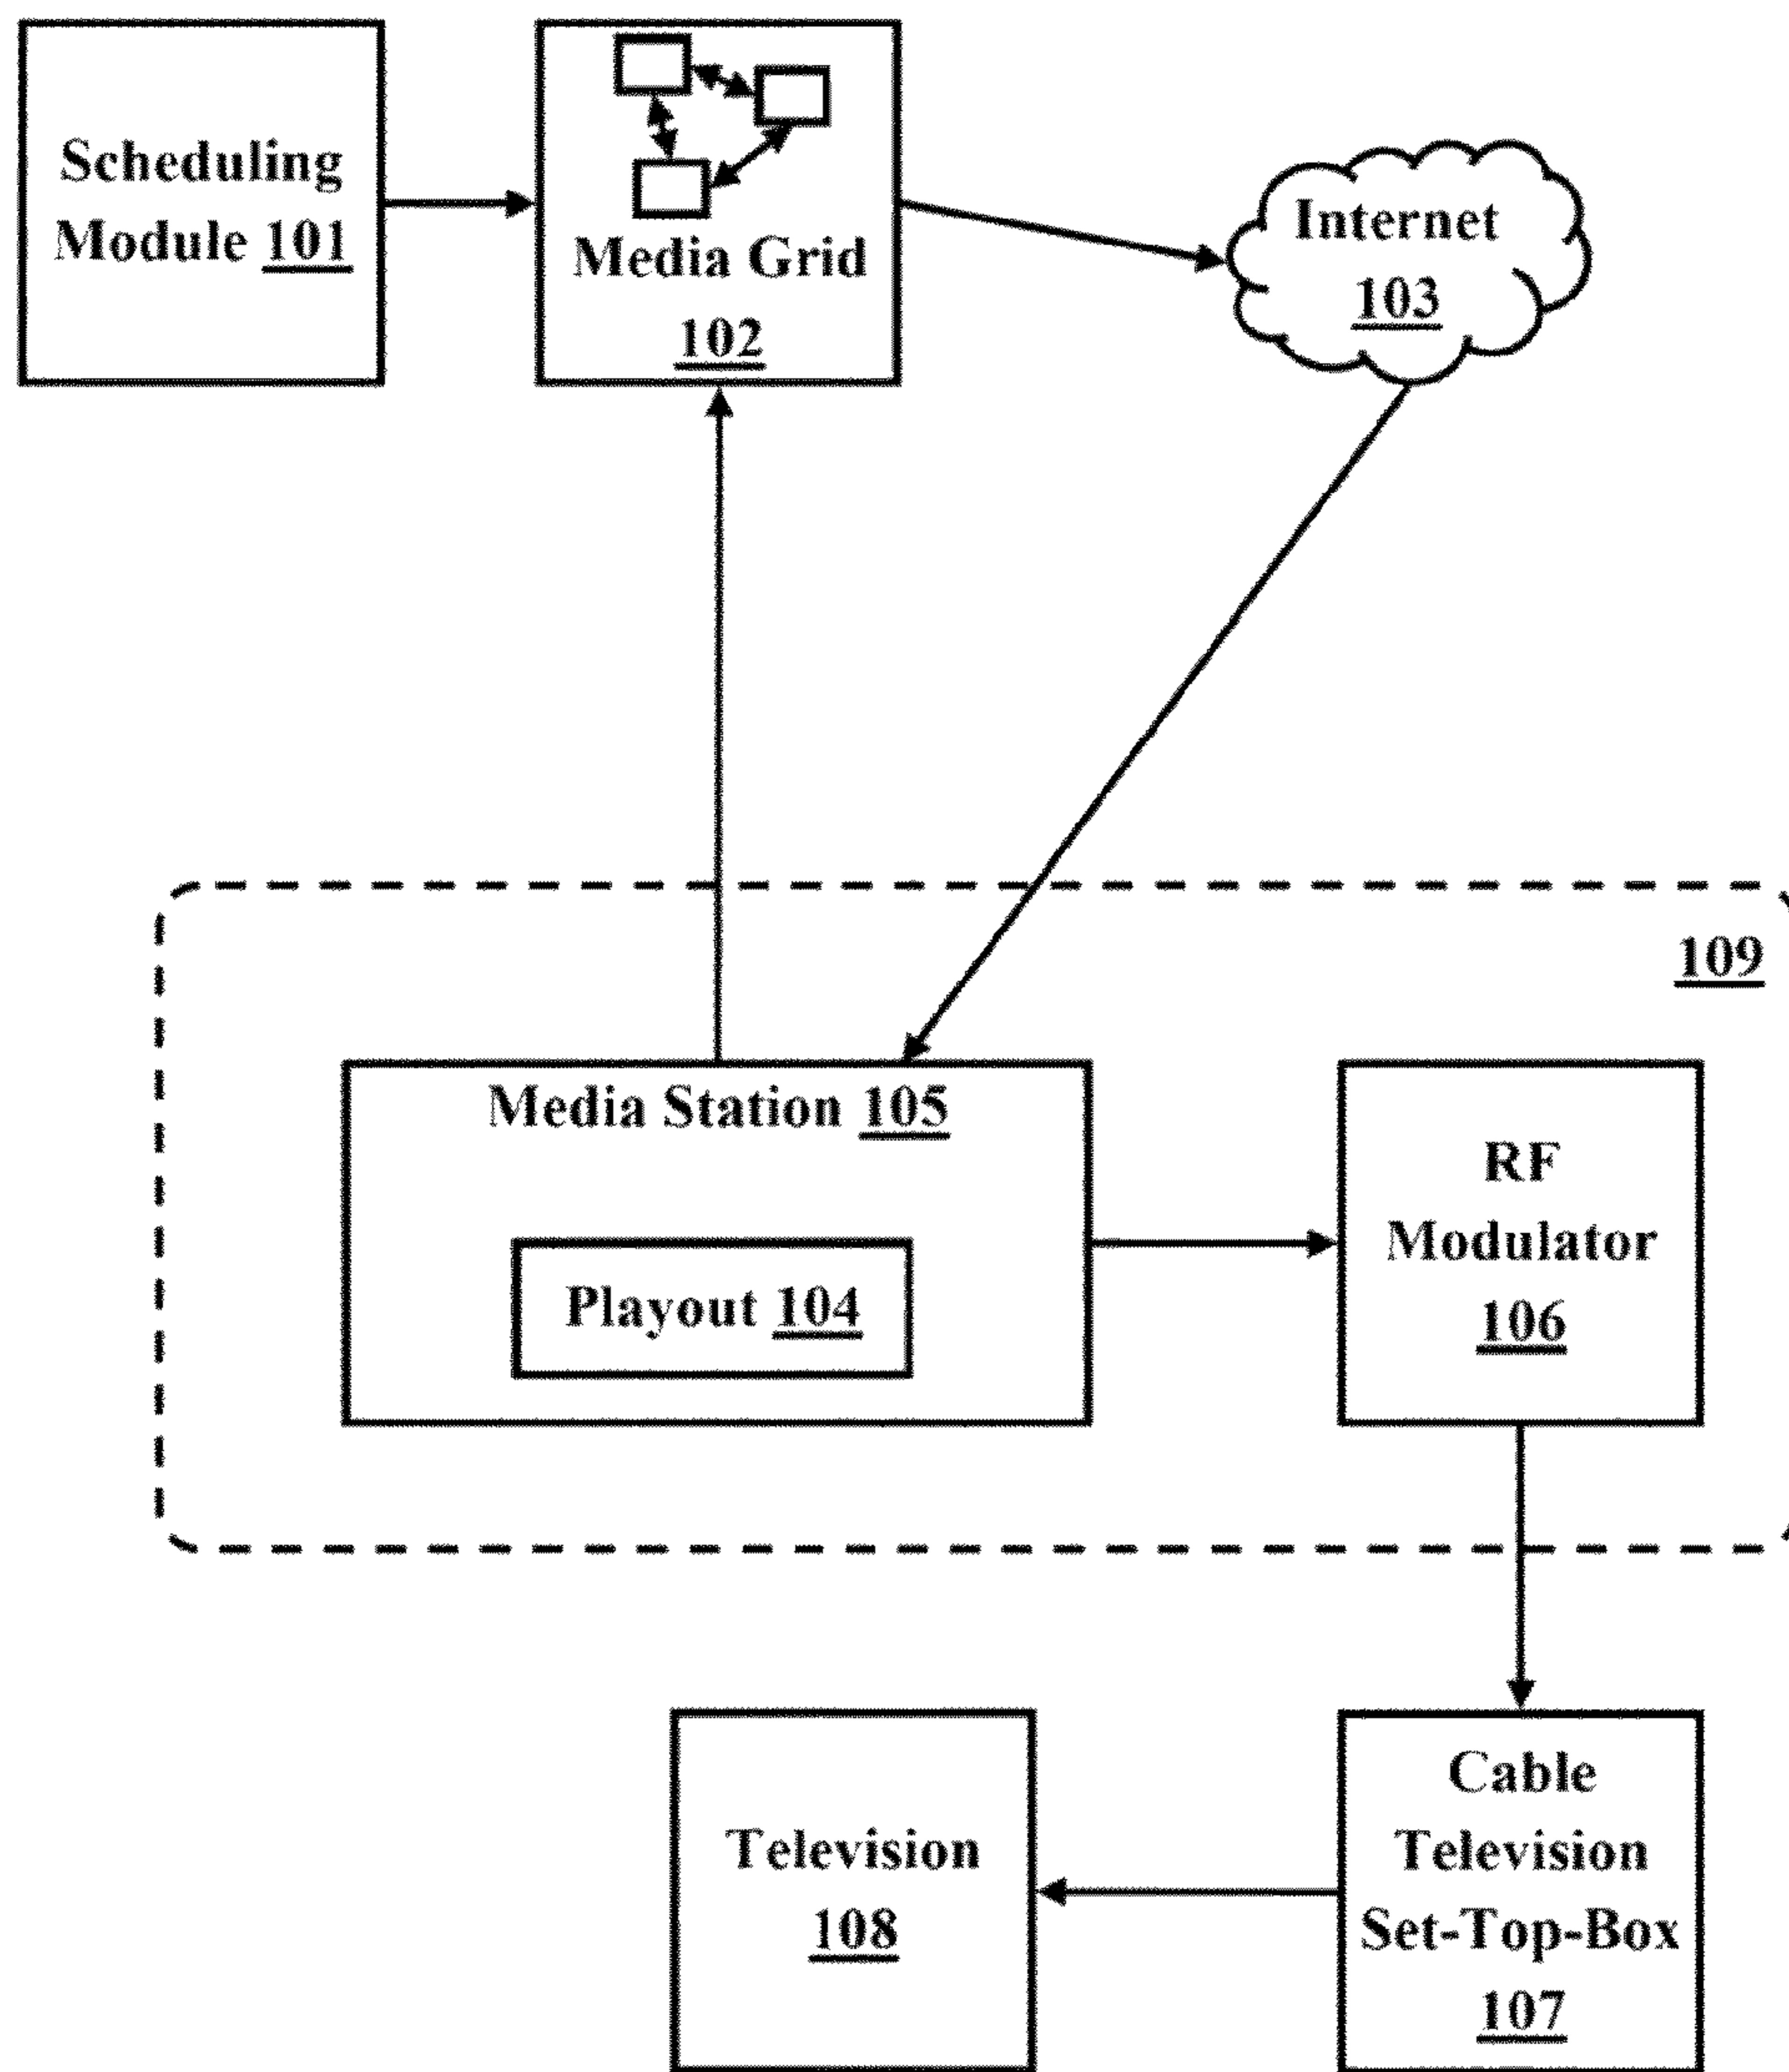 Scheduling
Module 101
Media Grid
102
Internet
103
109
Media Station 105
Playout 104
RF
Modulator
106
Television
108
Cable
Television
Set-Top-Box
107